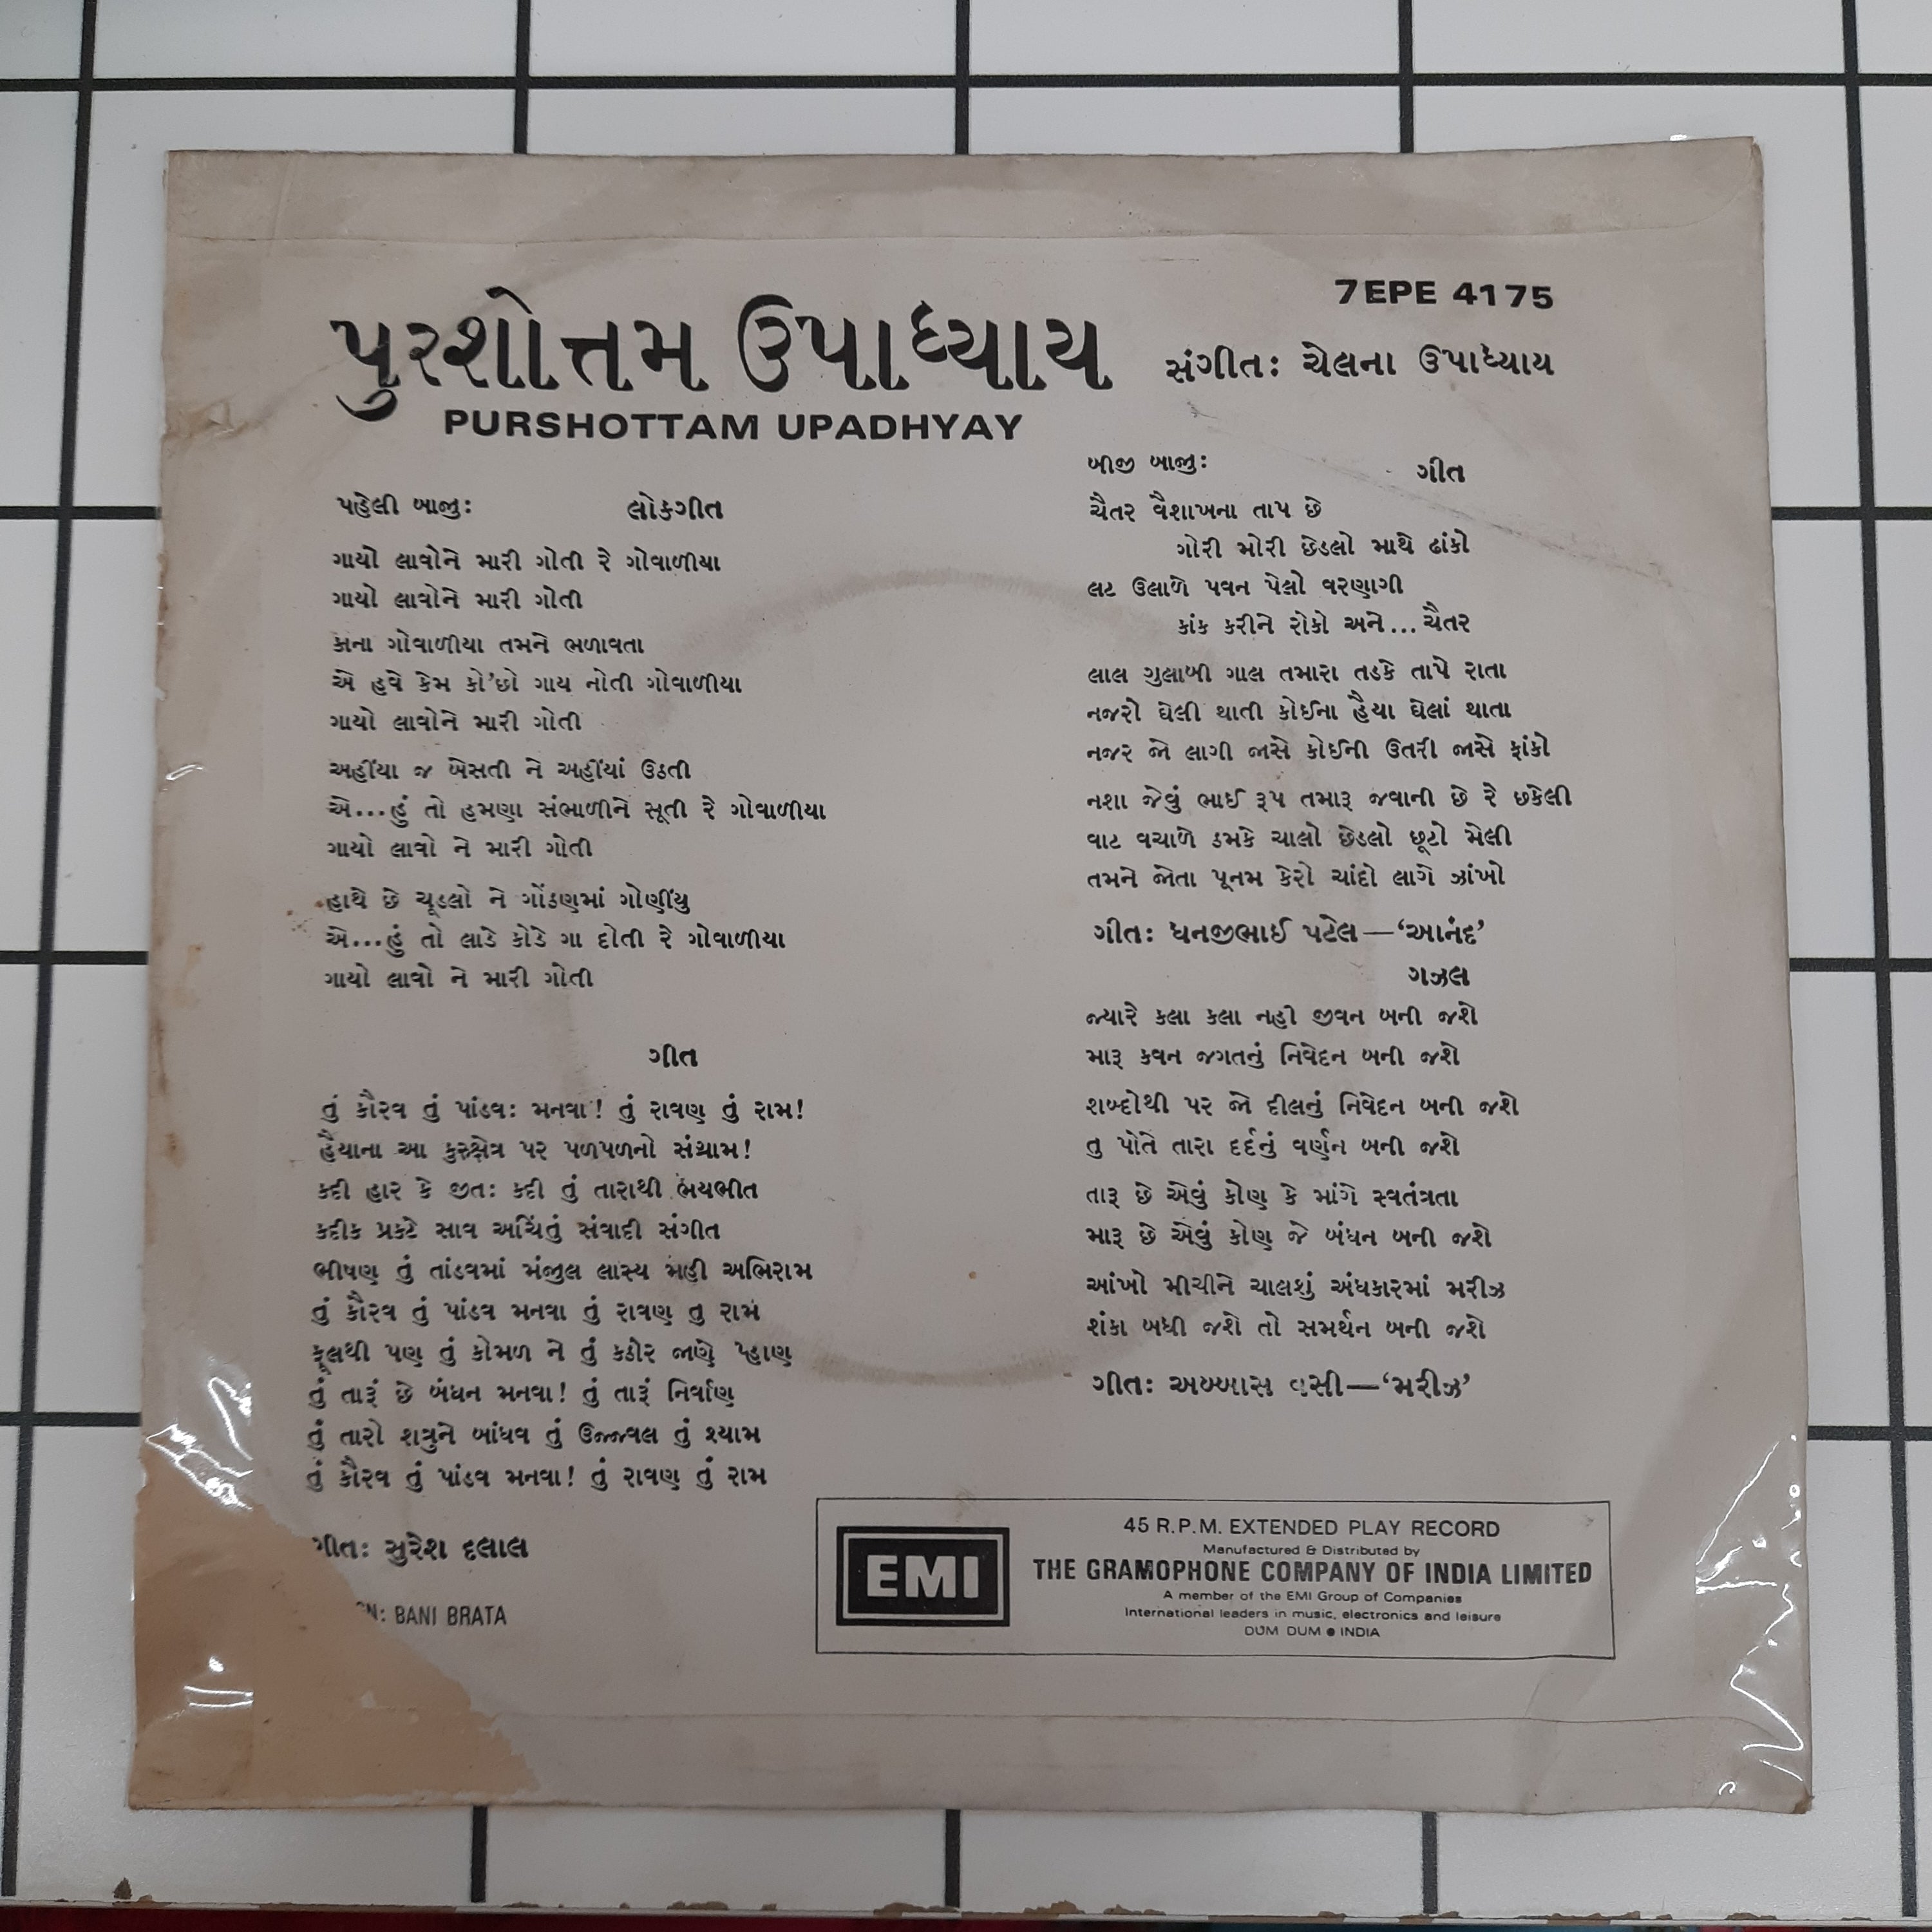 7EPE 4175
પુરશોત્તમ ઉપાધ્યાય
સંગીત: ચેલના ઉપાધ્યાય
PURSHOTTAM UPADHYAY
પહેલી બાજુ: લોકગીત
ગાયો લાવોને મારી ગોતી રે ગોવાળીયા
ગાયો લાવોને મારી ગોતી
કાના ગોવાળીયા તમને ભળાવતા
એ હવે કેમ કો'છો ગાય નોતી ગોવાળીયા
ગાયો લાવોને મારી ગોતી
અહીંયા જ બેસતી ને અહીંયાં ઉઠતી
એ...હું તો હમણા સંભાળીને સૂતી રે ગોવાળીયા
ગાયો લાવો ને મારી ગોતી
હાથે છે ચૂડલો ને ગોંઠણમાં ગોણીંયુ
એ...હું તો લાડે કોડે ગા દોતી રે ગોવાળીયા
ગાયો લાવો ને મારી ગોતી
ગીત
તું કૌરવ તું પાંડવઃ મનવા! તું રાવણ તું રામ!
હૈયાના આ કુરુક્ષેત્ર પર પળપળનો સંગ્રામ!
કદી હાર કે જીતઃ કદી તું તારાથી ભયભીત
કદીક પ્રકટે સાવ અચિંતું સંવાદી સંગીત
ભીષણ તું તાંડવમાં મંજુલ લાસ્ય મહી અભિરામ
તું કૌરવ તું પાંડવ મનવા તું રાવણ તુ રામ
ફૂલથી પણ તું કોમળ ને તું કઠોર જાણે પ્હાણ
તું તારૂં છે બંધન મનવા! તું તારૂં નિર્વાણ
તું તારો શત્રુને બાંધવ તું ઉજ્જવલ તું શ્યામ
તું કૌરવ તું પાંડવ મનવા! તું રાવણ તું રામ
ગીત: સુરેશ દલાલ
BANI BRATA
બીજી બાજુ: ગીત
ચૈતર વૈશાખના તાપ છે
ગોરી મોરી છેડલો માથે ઢાંકો
લટ ઉલાળે પવન પેલો વરણાગી
કાંક કરીને રોકો અને...ચૈતર
લાલ ગુલાબી ગાલ તમારા તડકે તાપે રાતા
નજરો ઘેલી થાતી કોઈના હૈયા ઘેલાં થાતા
નજર જો લાગી જાસે કોઈની ઉતરી જાસે ફાંકો
નશા જેવું ભાઈ રૂપ તમારૂ જવાની છે રે છકેલી
વાટ વચાળે ડમકે ચાલો છેડલો છૂટો મેલી
તમને જોતા પૂનમ કેરો ચાંદો લાગે ઝાંખો
ગીત: ધનજીભાઈ પટેલ—'આનંદ'
ગઝલ
જ્યારે કલા કલા નહી જીવન બની જશે
મારૂ કવન જગતનું નિવેદન બની જશે
શબ્દોથી પર જો દીલનું નિવેદન બની જશે
તુ પોતે તારા દર્દનું વર્ણન બની જશે
તારૂ છે એવું કોણ કે માંગે સ્વતંત્રતા
મારૂ છે એવું કોણ જે બંધન બની જશે
આંખો મીચીને ચાલશું અંધકારમાં મરીઝ
શંકા બધી જશે તો સમર્થન બની જશે
ગીત: અબ્બાસ વસી—'મરીઝ'
EMI
45 R.P.M. EXTENDED PLAY RECORD
Manufactured & Distributed by
THE GRAMOPHONE COMPANY OF INDIA LIMITED
A member of the EMI Group of Companies
International leaders in music, electronics and leisure
DUM DUM ● INDIA